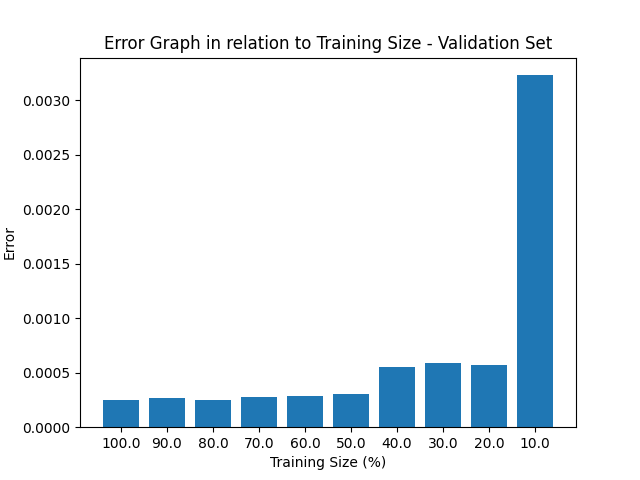 Error Graph in relation to Training Size - Validation Set
0.0030
0.0025
0.0020
0.0015
0.0010
0.0005
0.0000
Error
100.0 90.0 80.0 70.0 60.0 50.0 40.0 30.0 20.0 10.0
Training Size (%)